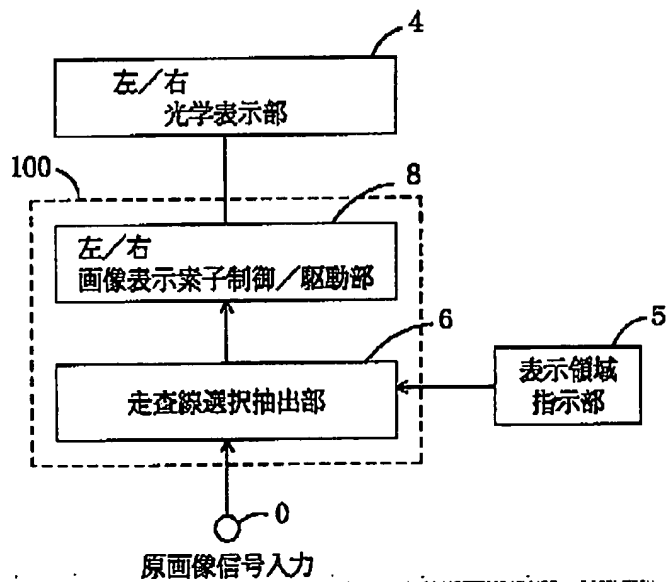 4
左／右
光学表示部
100
8
左／右
画像表示素子制御／駆動部
6
5
走査線選択抽出部
表示領域
指示部
0
原画像信号入力